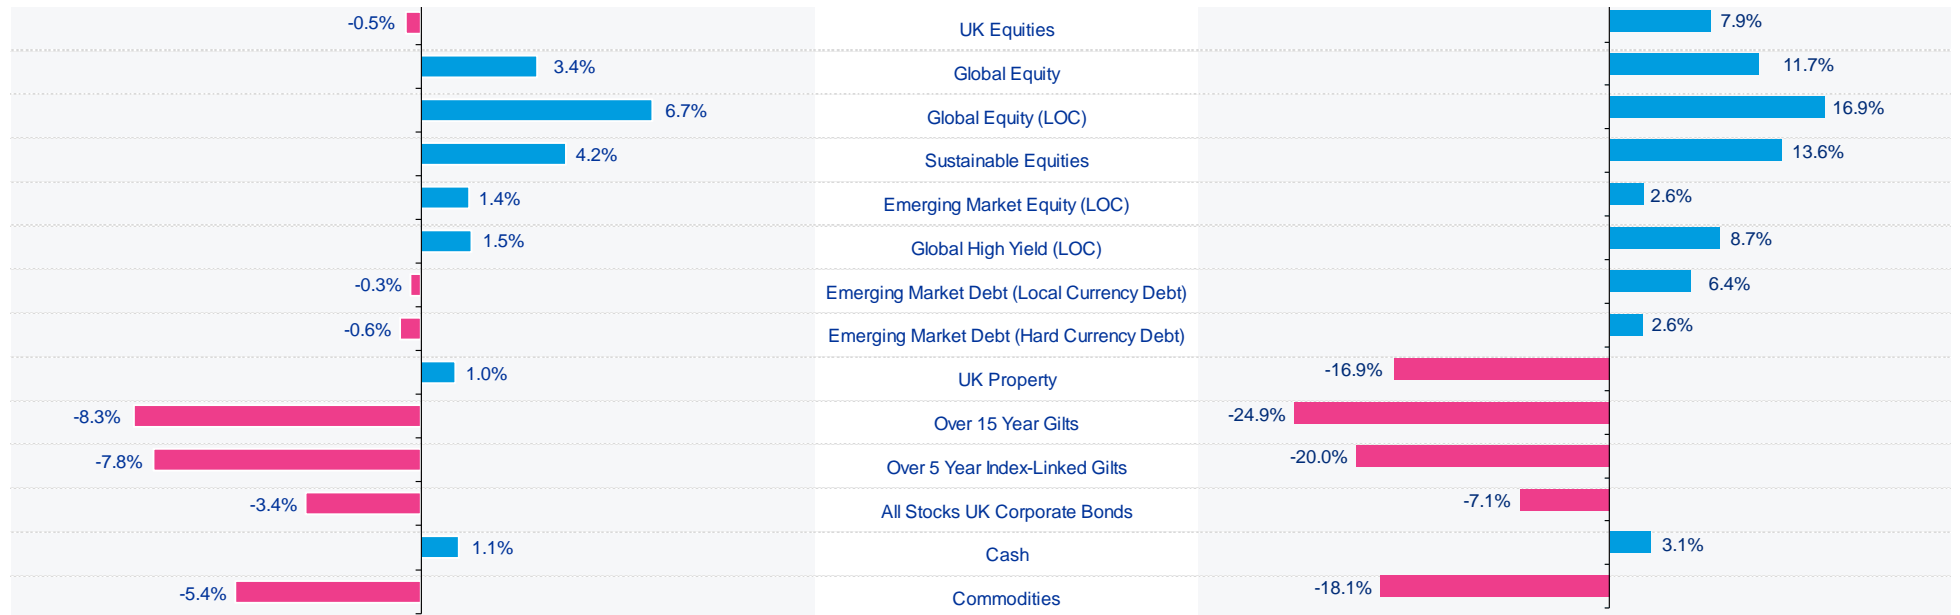 -0.5% UK Equities 7.9%
3.4% Global Equity 11.7%
6.7% Global Equity (LOC) 16.9%
4.2% Sustainable Equities 13.6%
1.4% Emerging Market Equity (LOC) 2.6%
1.5% Global High Yield (LOC) 8.7%
-0.3% Emerging Market Debt (Local Currency Debt) 6.4%
-0.6% Emerging Market Debt (Hard Currency Debt) 2.6%
1.0% UK Property -16.9%
-8.3% Over 15 Year Gilts -24.9%
-7.8% Over 5 Year Index-Linked Gilts -20.0%
-3.4% All Stocks UK Corporate Bonds -7.1%
1.1% Cash 3.1%
-5.4% Commodities -18.1%